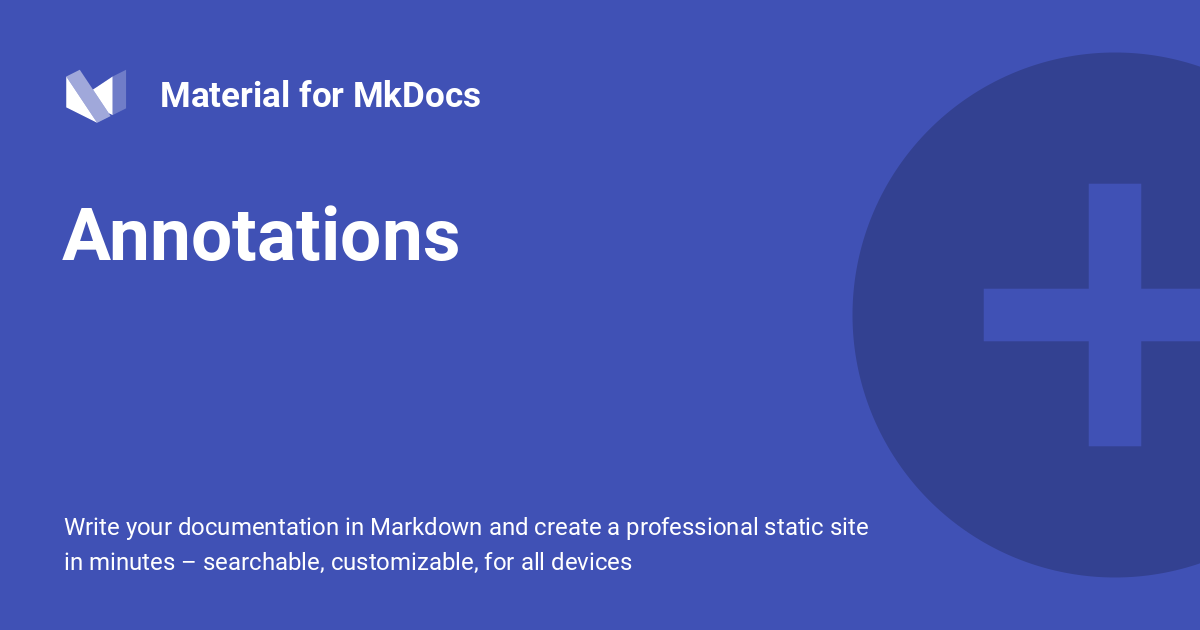 Material for MkDocs
Annotations
Write your documentation in Markdown and create a professional static site
in minutes – searchable, customizable, for all devices